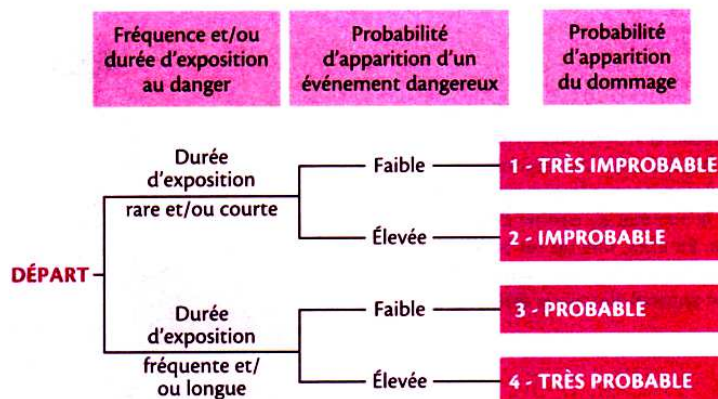 Fréquence et/ou
durée d'exposition
au danger
Probabilité
d'apparition d'un
événement dangereux
Probabilité
d'apparition
du dommage
Durée
d'exposition
rare et/ou courte
Faible
1 - TRÈS IMPROBABLE
Élevée
2 - IMPROBABLE
DÉPART
Durée
d'exposition
fréquente et/
ou longue
Faible
3 - PROBABLE
Élevée
4 - TRÈS PROBABLE